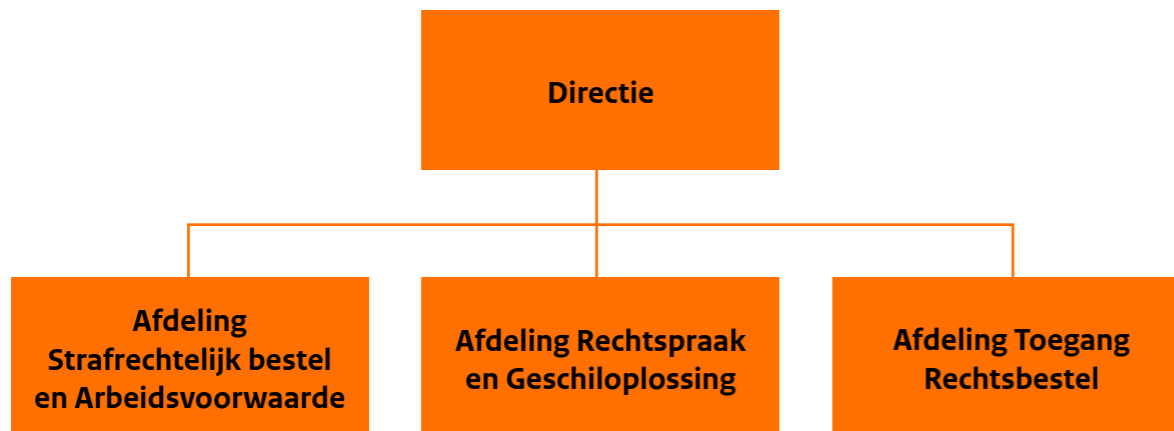 Directie
Afdeling
Strafrechtelijk bestel
en Arbeidsvoorwaarde
Afdeling Rechtspraak
en Geschiloplossing
Afdeling Toegang
Rechtsbestel